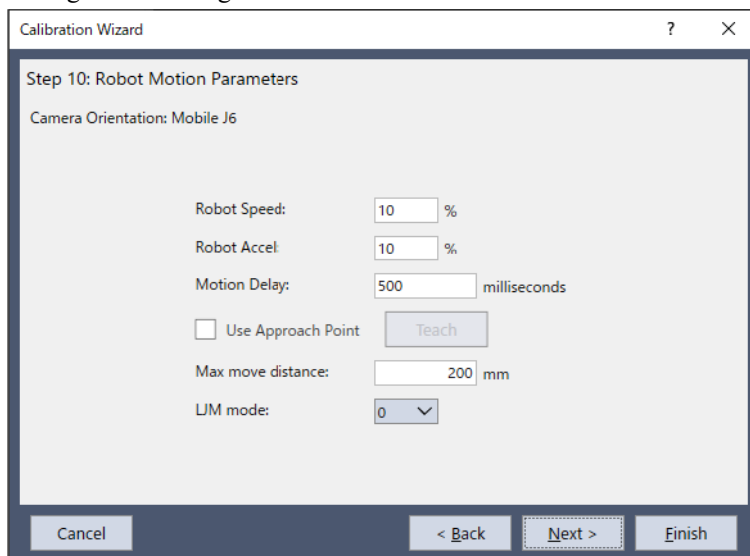 Calibration Wizard ? ×
Step 10: Robot Motion Parameters
Camera Orientation: Mobile J6
Robot Speed: 10 %
Robot Accel: 10 %
Motion Delay: 500 milliseconds
Use Approach Point Teach
Max move distance: 200 mm
LJM mode: 0
Cancel < Back Next > Finish